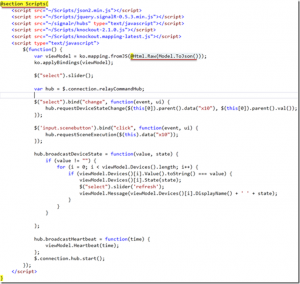 @section Scripts{
<script src="~/Scripts/json2.min.js"></script>
<script src="~/Scripts/jquery.signalR-0.5.3.min.js"></script>
<script src="~/signalr/hubs" type="text/javascript"></script>
<script src="~/Scripts/knockout-2.1.0.js"></script>
<script src="~/Scripts/knockout.mapping-latest.js"></script>
<script type="text/javascript">
$(function() {
var viewModel = ko.mapping.fromJS(@Html.Raw(Model.ToJson()));
ko.applyBindings(viewModel);
$("select").slider();
var hub = $.connection.relayCommandHub;
$("select").bind("change", function(event, ui) {
hub.requestDeviceStateChange($(this[0]).parent().data("x10"), $(this[0]).parent().val());
});
$('input.sceneButton').bind("click", function(event, ui) {
hub.requestSceneExecution($(this).data("x10"));
});
hub.broadcastDeviceState = function(value, state) {
if (value != "") {
for (i = 0; i < viewModel.Devices().length; i++) {
if (viewModel.Devices()[i].Value().toString() === value) {
viewModel.Devices()[i].State(state);
$("select").slider('refresh');
viewModel.Message(viewModel.Devices()[i].DisplayName() + ' ' + state);
}
}
}
};
hub.broadcastHeartbeat = function(time) {
viewModel.Heartbeat(time);
};
$.connection.hub.start();
});
</script>
}